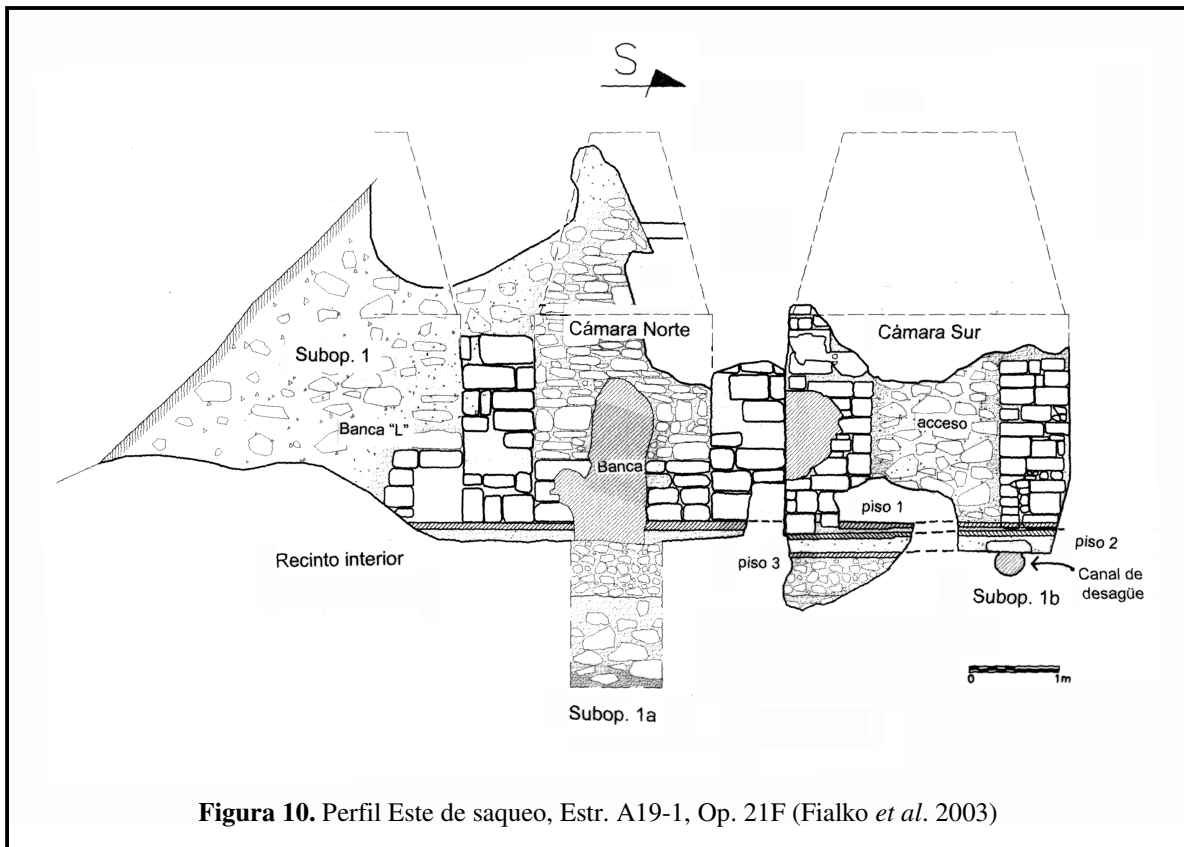 S
Cámara Norte
Cámara Sur
Subop. 1
Banca "L"
acceso
Banca
piso 1
Recinto interior
piso 3
piso 2
Canal de
desagüe
Subop. 1b
0 1m
Subop. 1a
Figura 10. Perfil Este de saqueo, Estr. A19-1, Op. 21F (Fialko et al. 2003)